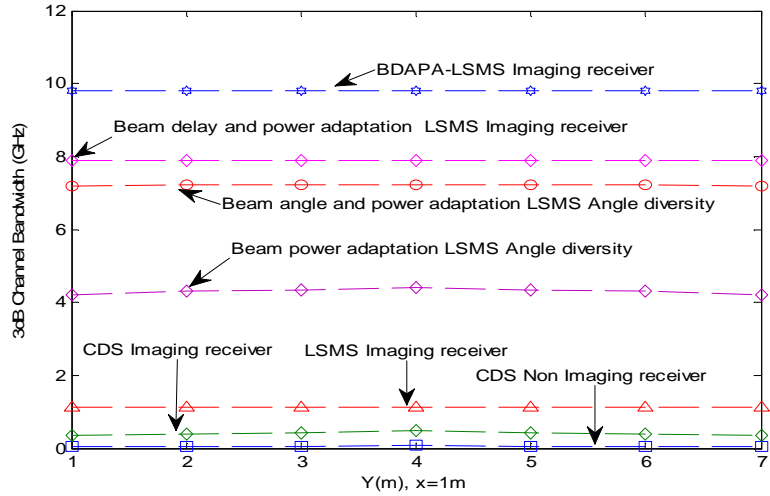 12
10
8
6
4
2
0
3dB Channel Bandwidth (GHz)
BDAPA-LSMS Imaging receiver
Beam delay and power adaptation LSMS Imaging receiver
Beam angle and power adaptation LSMS Angle diversity
Beam power adaptation LSMS Angle diversity
CDS Imaging receiver
LSMS Imaging receiver
CDS Non Imaging receiver
1 2 3 4 5 6 7
Y(m), x=1m